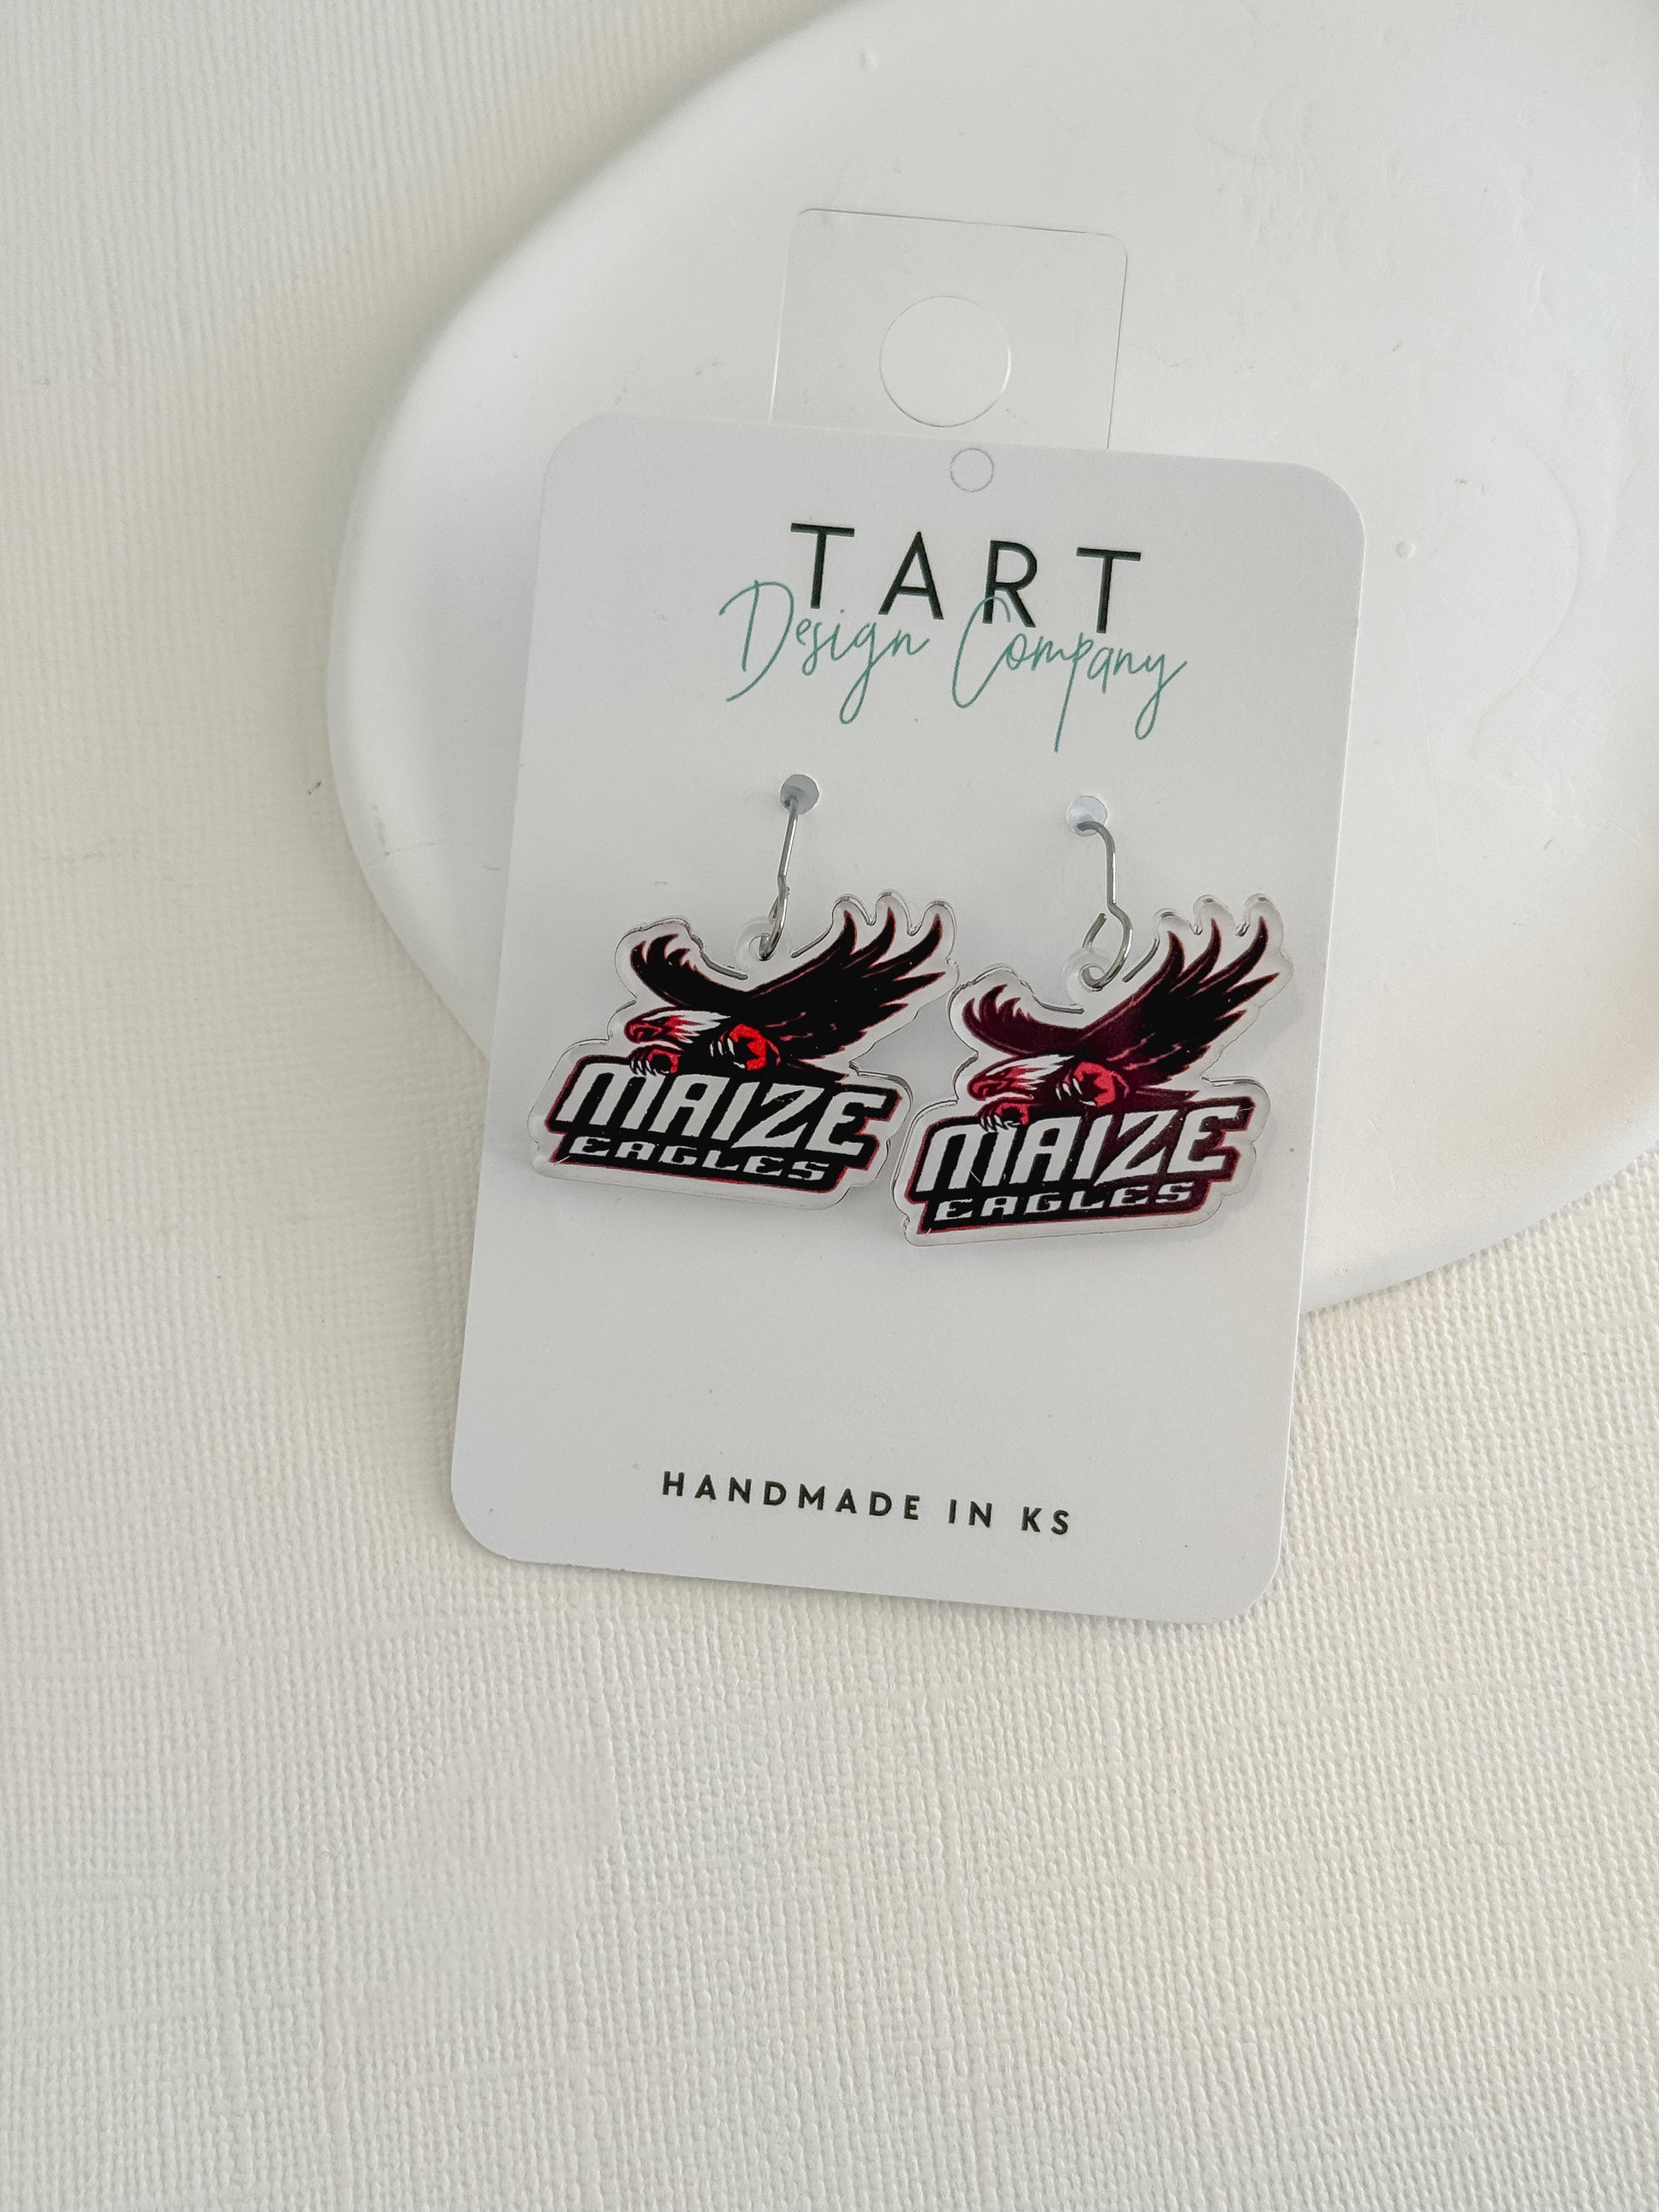 TART
Design Company
MAIZE
EAGLES
MAIZE
EAGLES
HANDMADE IN KS